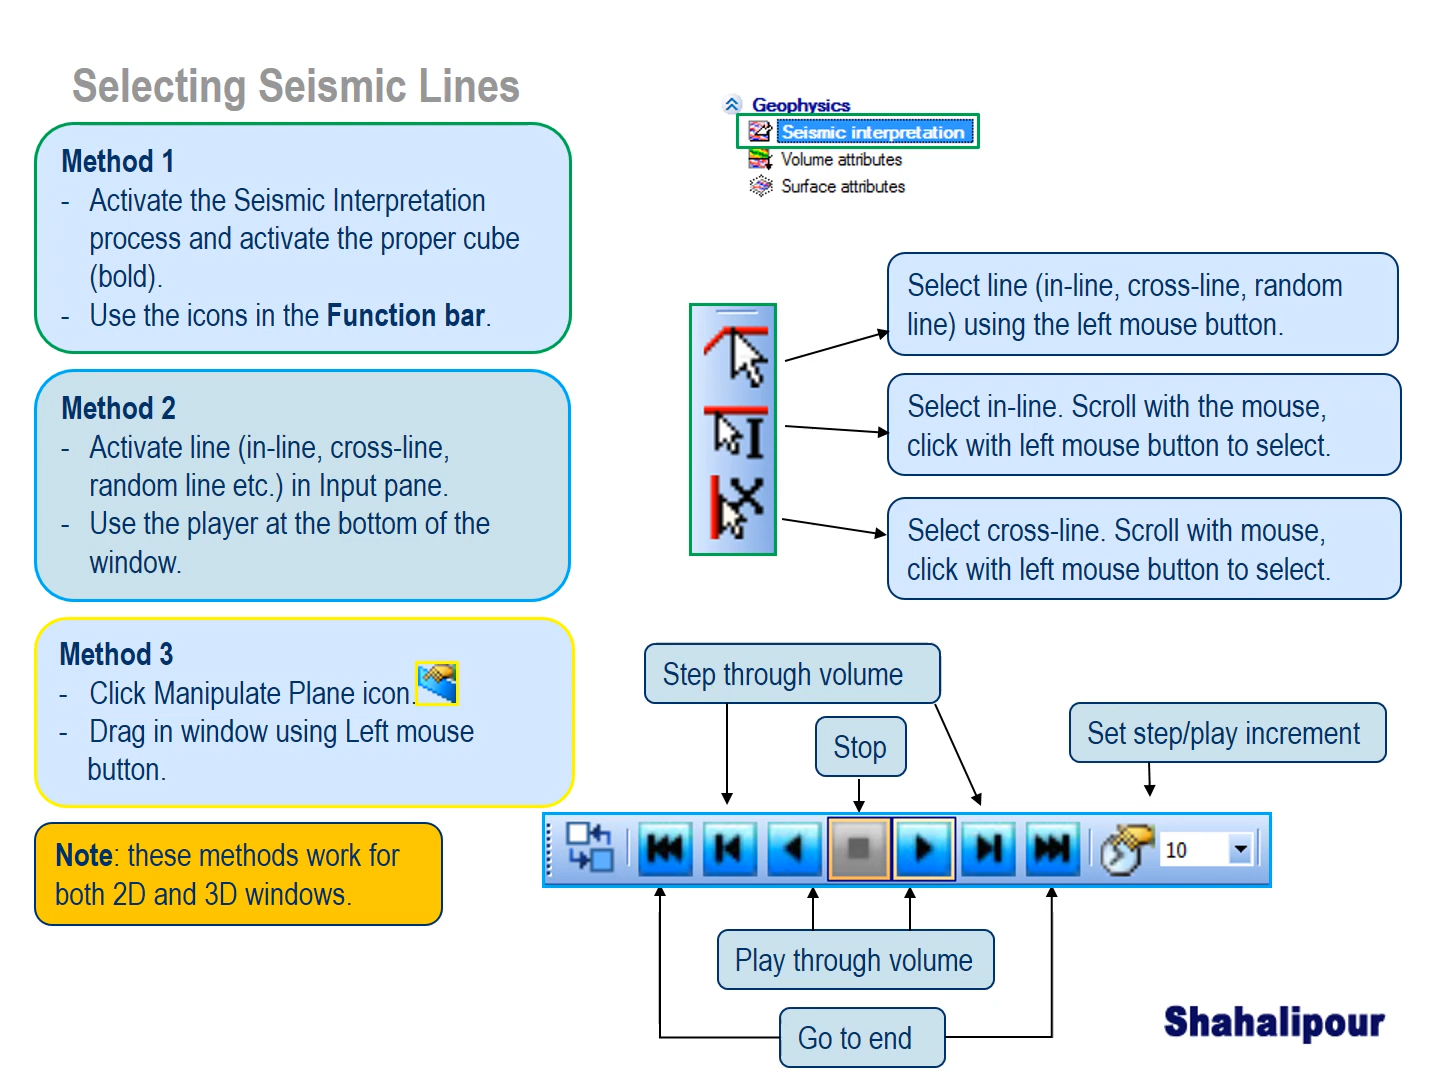 Selecting Seismic Lines
Method 1
- Activate the Seismic Interpretation
process and activate the proper cube
(bold).
- Use the icons in the Function bar.
Method 2
- Activate line (in-line, cross-line,
random line etc.) in Input pane.
- Use the player at the bottom of the
window.
Method 3
- Click Manipulate Plane icon.
- Drag in window using Left mouse
button.
Note: these methods work for
both 2D and 3D windows.
Geophysics
Seismic interpretation
Volume attributes
Surface attributes
Select line (in-line, cross-line, random
line) using the left mouse button.
Select in-line. Scroll with the mouse,
click with left mouse button to select.
Select cross-line. Scroll with mouse,
click with left mouse button to select.
Step through volume
Stop
Set step/play increment
10
Play through volume
Go to end
Shahalipour